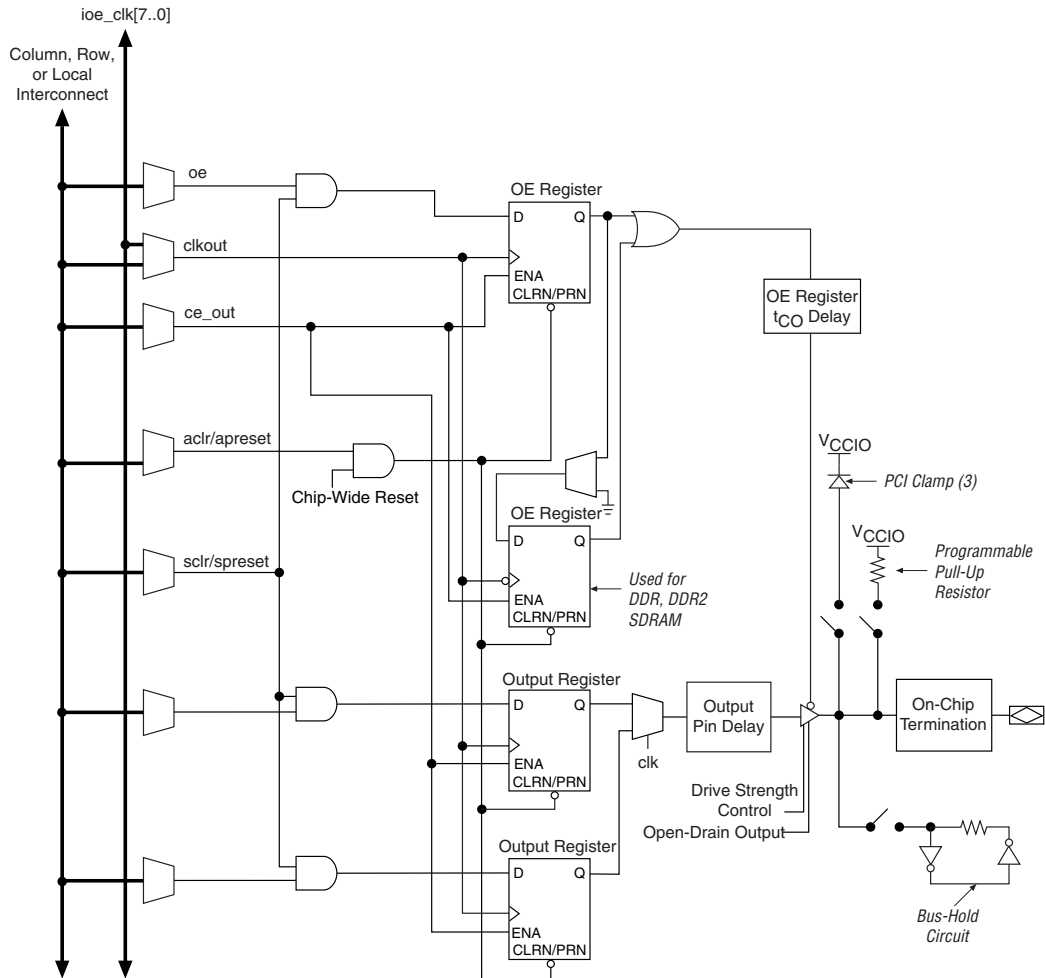 ioe_clk[7..0]
Column, Row,
or Local
Interconnect
oe
OE Register
D
Q
clkout
ENA
CLRN/PRN
OE Register
tCO Delay
ce_out
aclr/apreset
Chip-Wide Reset
VCCIO
PCI Clamp (3)
OE Register
D
Q
VCCIO
Programmable
Pull-Up
Resistor
sclr/spreset
Used for
DDR, DDR2
SDRAM
ENA
CLRN/PRN
Output Register
D
Q
Output
Pin Delay
On-Chip
Termination
ENA
CLRN/PRN
clk
Drive Strength
Control
Open-Drain Output
Output Register
D
Q
ENA
CLRN/PRN
Bus-Hold
Circuit